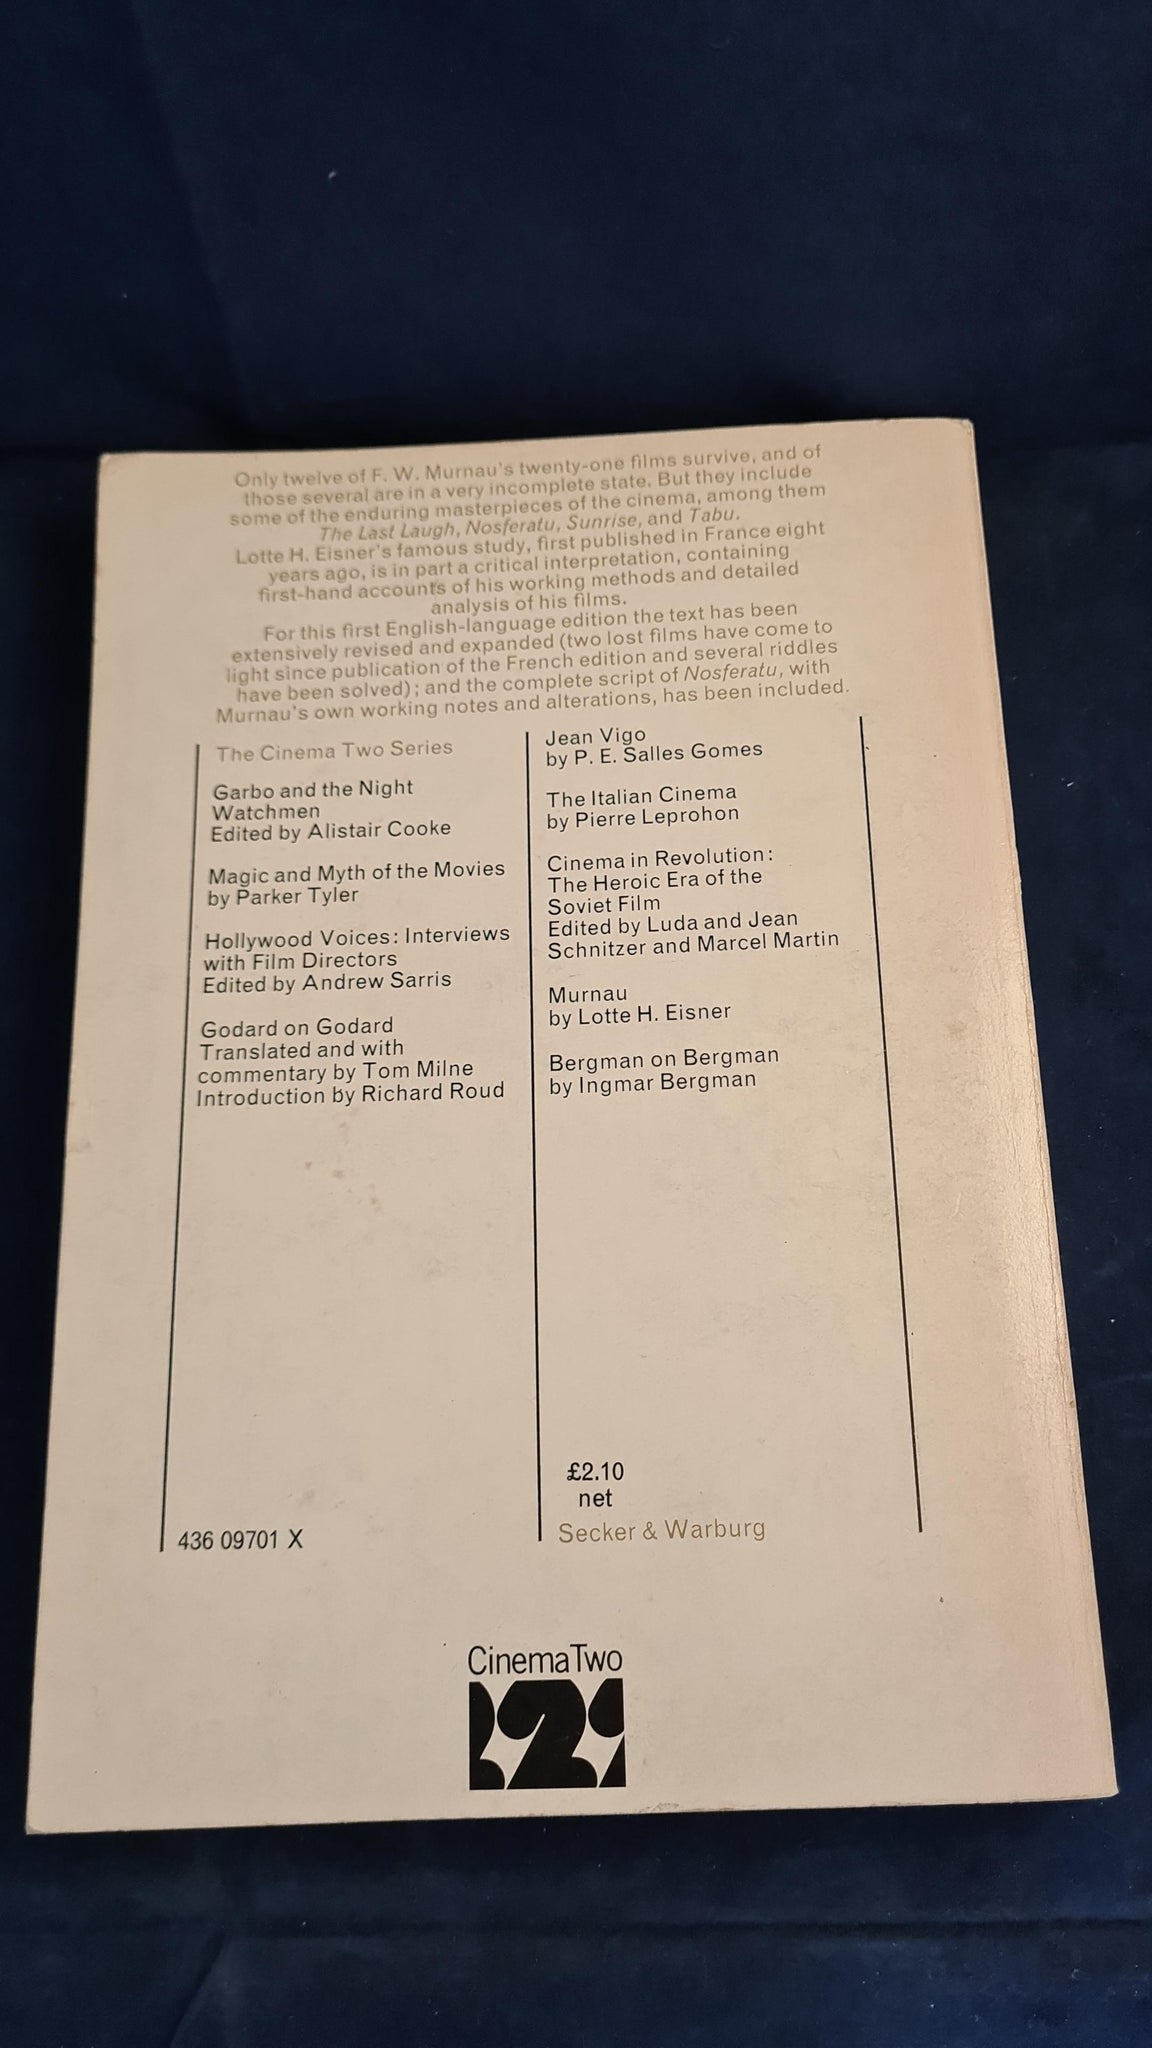 Only twelve of F. W. Murnau's twenty-one films survive, and of
those several are in a very incomplete state. But they include
some of the enduring masterpieces of the cinema, among them
The Last Laugh, Nosferatu, Sunrise, and Tabu.
Lotte H. Eisner's famous study, first published in France eight
years ago, is in part a critical interpretation, containing
first-hand accounts of his working methods and detailed
analysis of his films.
For this first English-language edition the text has been
extensively revised and expanded (two lost films have come to
light since publication of the French edition and several riddles
have been solved); and the complete script of Nosferatu, with
Murnau's own working notes and alterations, has been included.
The Cinema Two Series
Garbo and the Night
Watchmen
Edited by Alistair Cooke
Magic and Myth of the Movies
by Parker Tyler
Hollywood Voices: Interviews
with Film Directors
Edited by Andrew Sarris
Godard on Godard
Translated and with
commentary by Tom Milne
Introduction by Richard Roud
Jean Vigo
by P. E. Salles Gomes
The Italian Cinema
by Pierre Leprohon
Cinema in Revolution:
The Heroic Era of the
Soviet Film
Edited by Luda and Jean
Schnitzer and Marcel Martin
Murnau
by Lotte H. Eisner
Bergman on Bergman
by Ingmar Bergman
£2.10
net
Secker & Warburg
436 09701 X
CinemaTwo
2